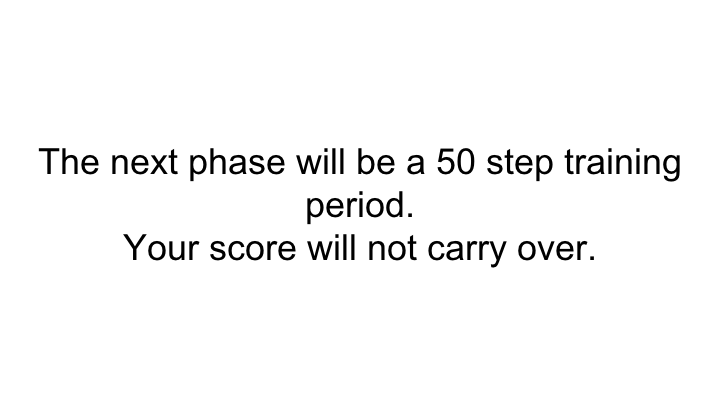 The next phase will be a 50 step training
period.
Your score will not carry over.